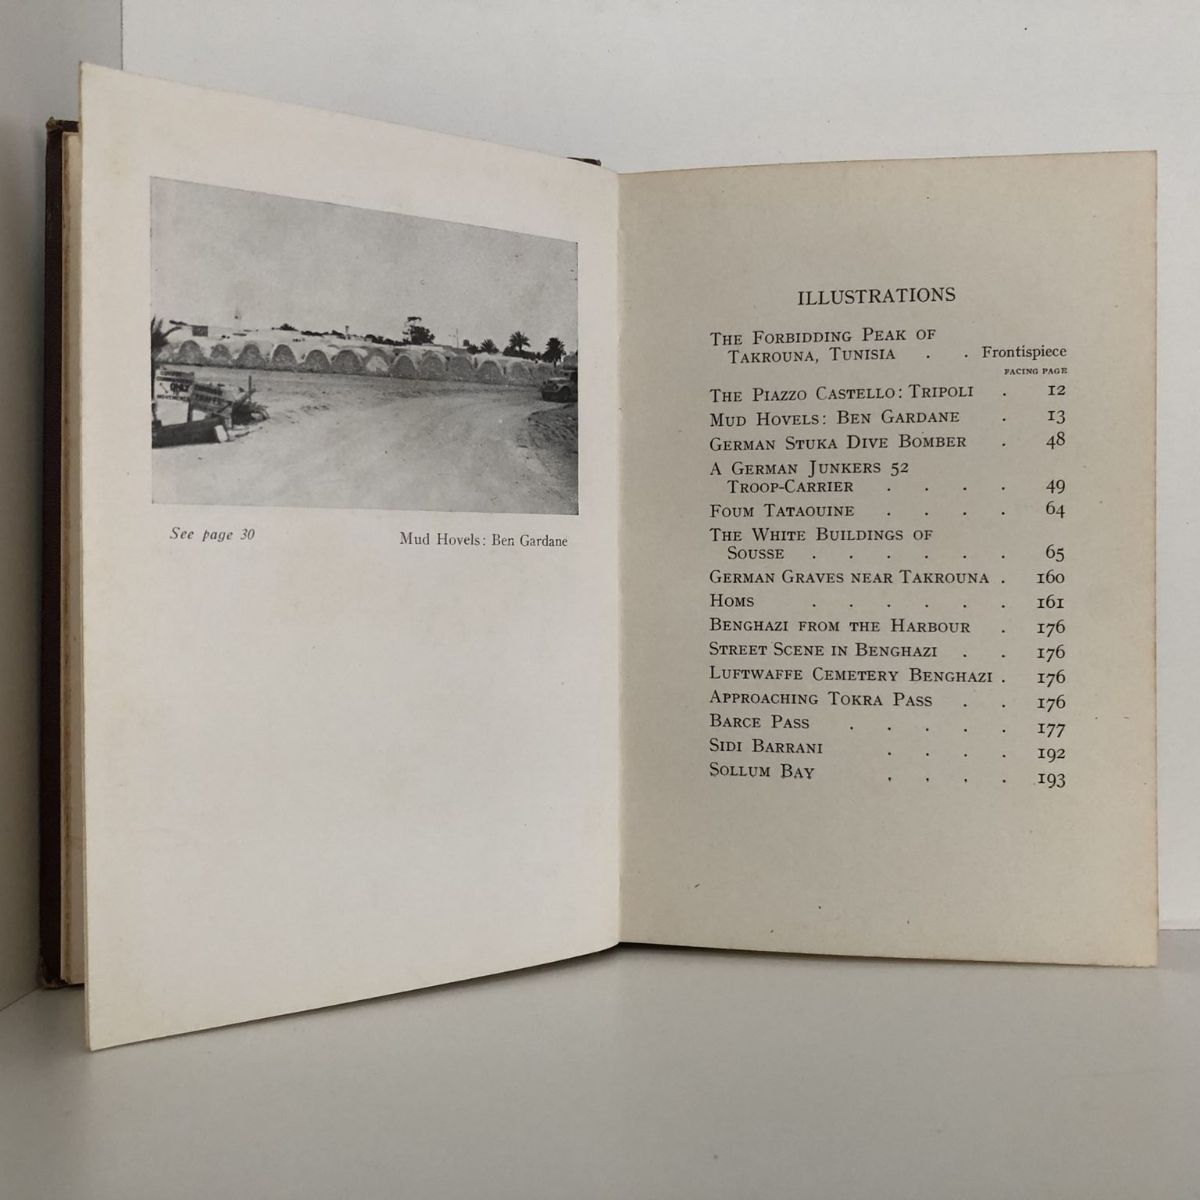 ONLY
See page 30
Mud Hovels: Ben Gardane
ILLUSTRATIONS
THE FORBIDDING PEAK OF
TAKROUNA, TUNISIA . . Frontispiece
FACING PAGE
THE PIAZZO CASTELLO: TRIPOLI . 12
MUD HOVELS: BEN GARDANE . 13
GERMAN STUKA DIVE BOMBER . 48
A GERMAN JUNKERS 52
TROOP-CARRIER . . . . 49
FOUM TATAOUINE . . . . 64
THE WHITE BUILDINGS OF
SOUSSE . . . . . . 65
GERMAN GRAVES NEAR TAKROUNA . 160
HOMS . . . . . . 161
BENGHAZI FROM THE HARBOUR . 176
STREET SCENE IN BENGHAZI . . 176
LUFTWAFFE CEMETERY BENGHAZI . 176
APPROACHING TOKRA PASS . . 176
BARCE PASS . . . . . 177
SIDI BARRANI . . . . 192
SOLLUM BAY . . . . 193